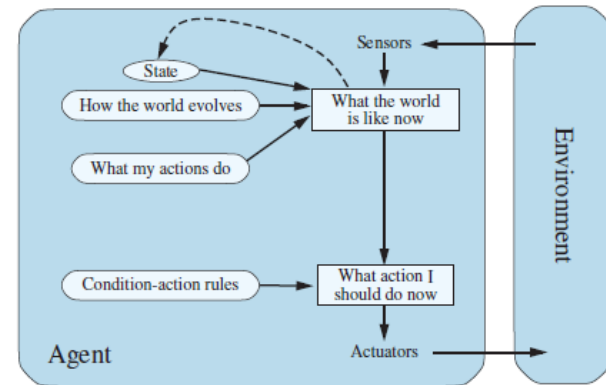 Sensors
State
How the world evolves
What the world
is like now
What my actions do
Condition-action rules
What action I
should do now
Agent
Actuators
Environment